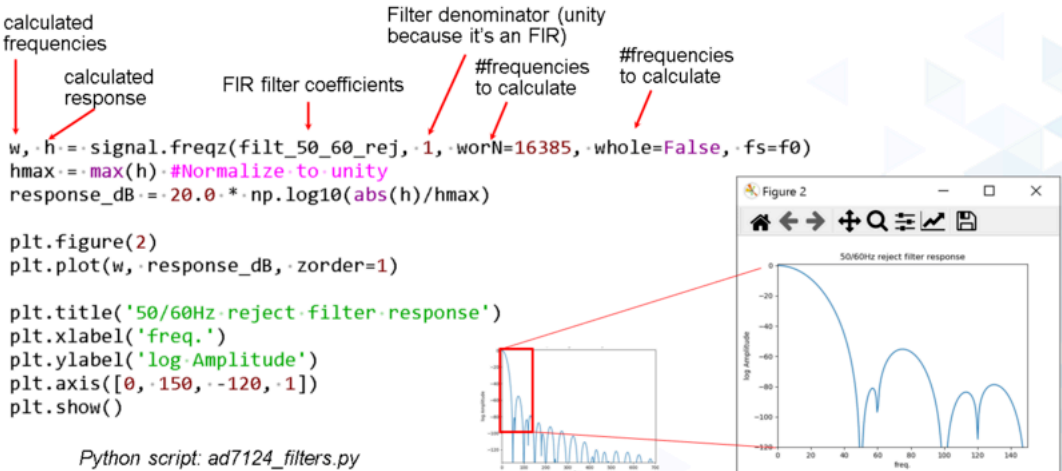 calculated
frequencies
calculated
response
FIR filter coefficients
Filter denominator (unity
because it's an FIR)
#frequencies
to calculate
#frequencies
to calculate
w, h = signal.freqz(filt_50_60_rej, 1, worN=16385, whole=False, fs=f0)
hmax = max(h) #Normalize to unity
response_dB = 20.0 * np.log10(abs(h)/hmax)
plt.figure(2)
plt.plot(w, response_dB, zorder=1)
plt.title('50/60Hz reject filter response')
plt.xlabel('freq.')
plt.ylabel('log Amplitude')
plt.axis([0, 150, -120, 1])
plt.show()
Python script: ad7124_filters.py
Figure 2
50/60Hz reject filter response
0
−20
−40
−60
−80
−100
−120
log Amplitude
0 20 40 60 80 100 120 140
freq.